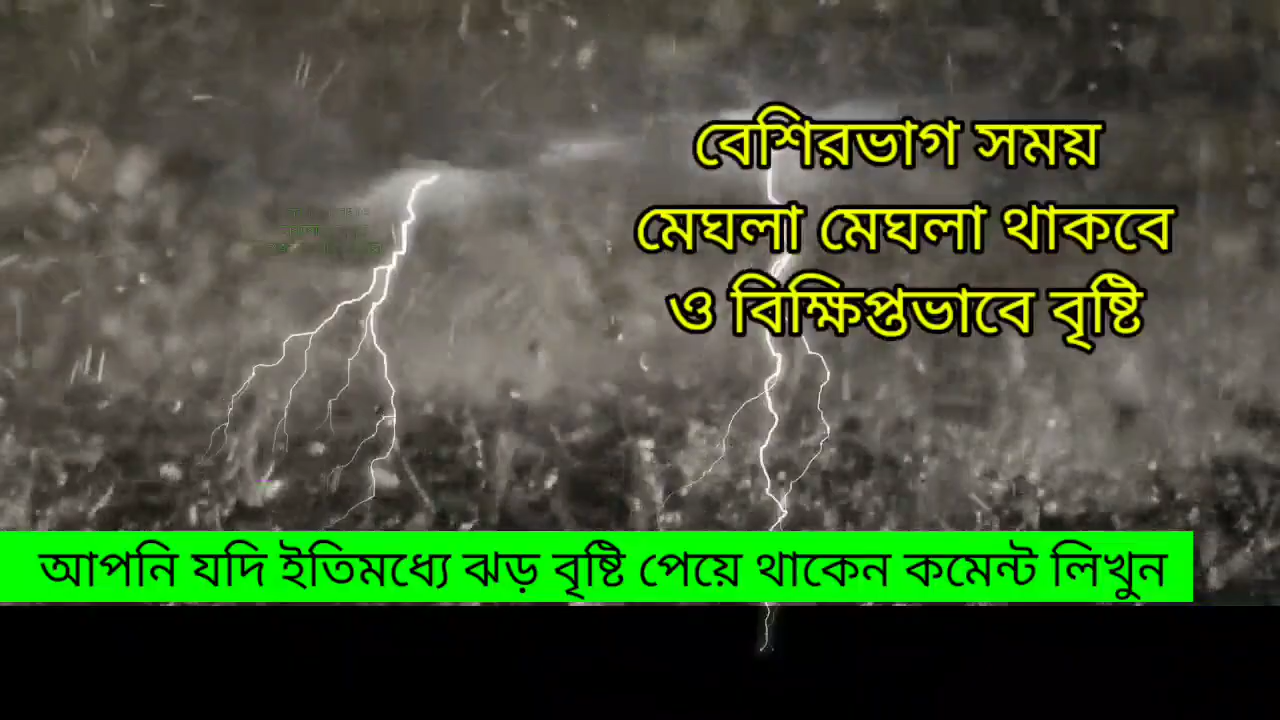 বেশিরভাগ সময়
মেঘলা মেঘলা থাকবে
ও বিক্ষিপ্তভাবে বৃষ্টি
আপনি যদি ইতিমধ্যে ঝড় বৃষ্টি পেয়ে থাকেন কমেন্ট লিখুন